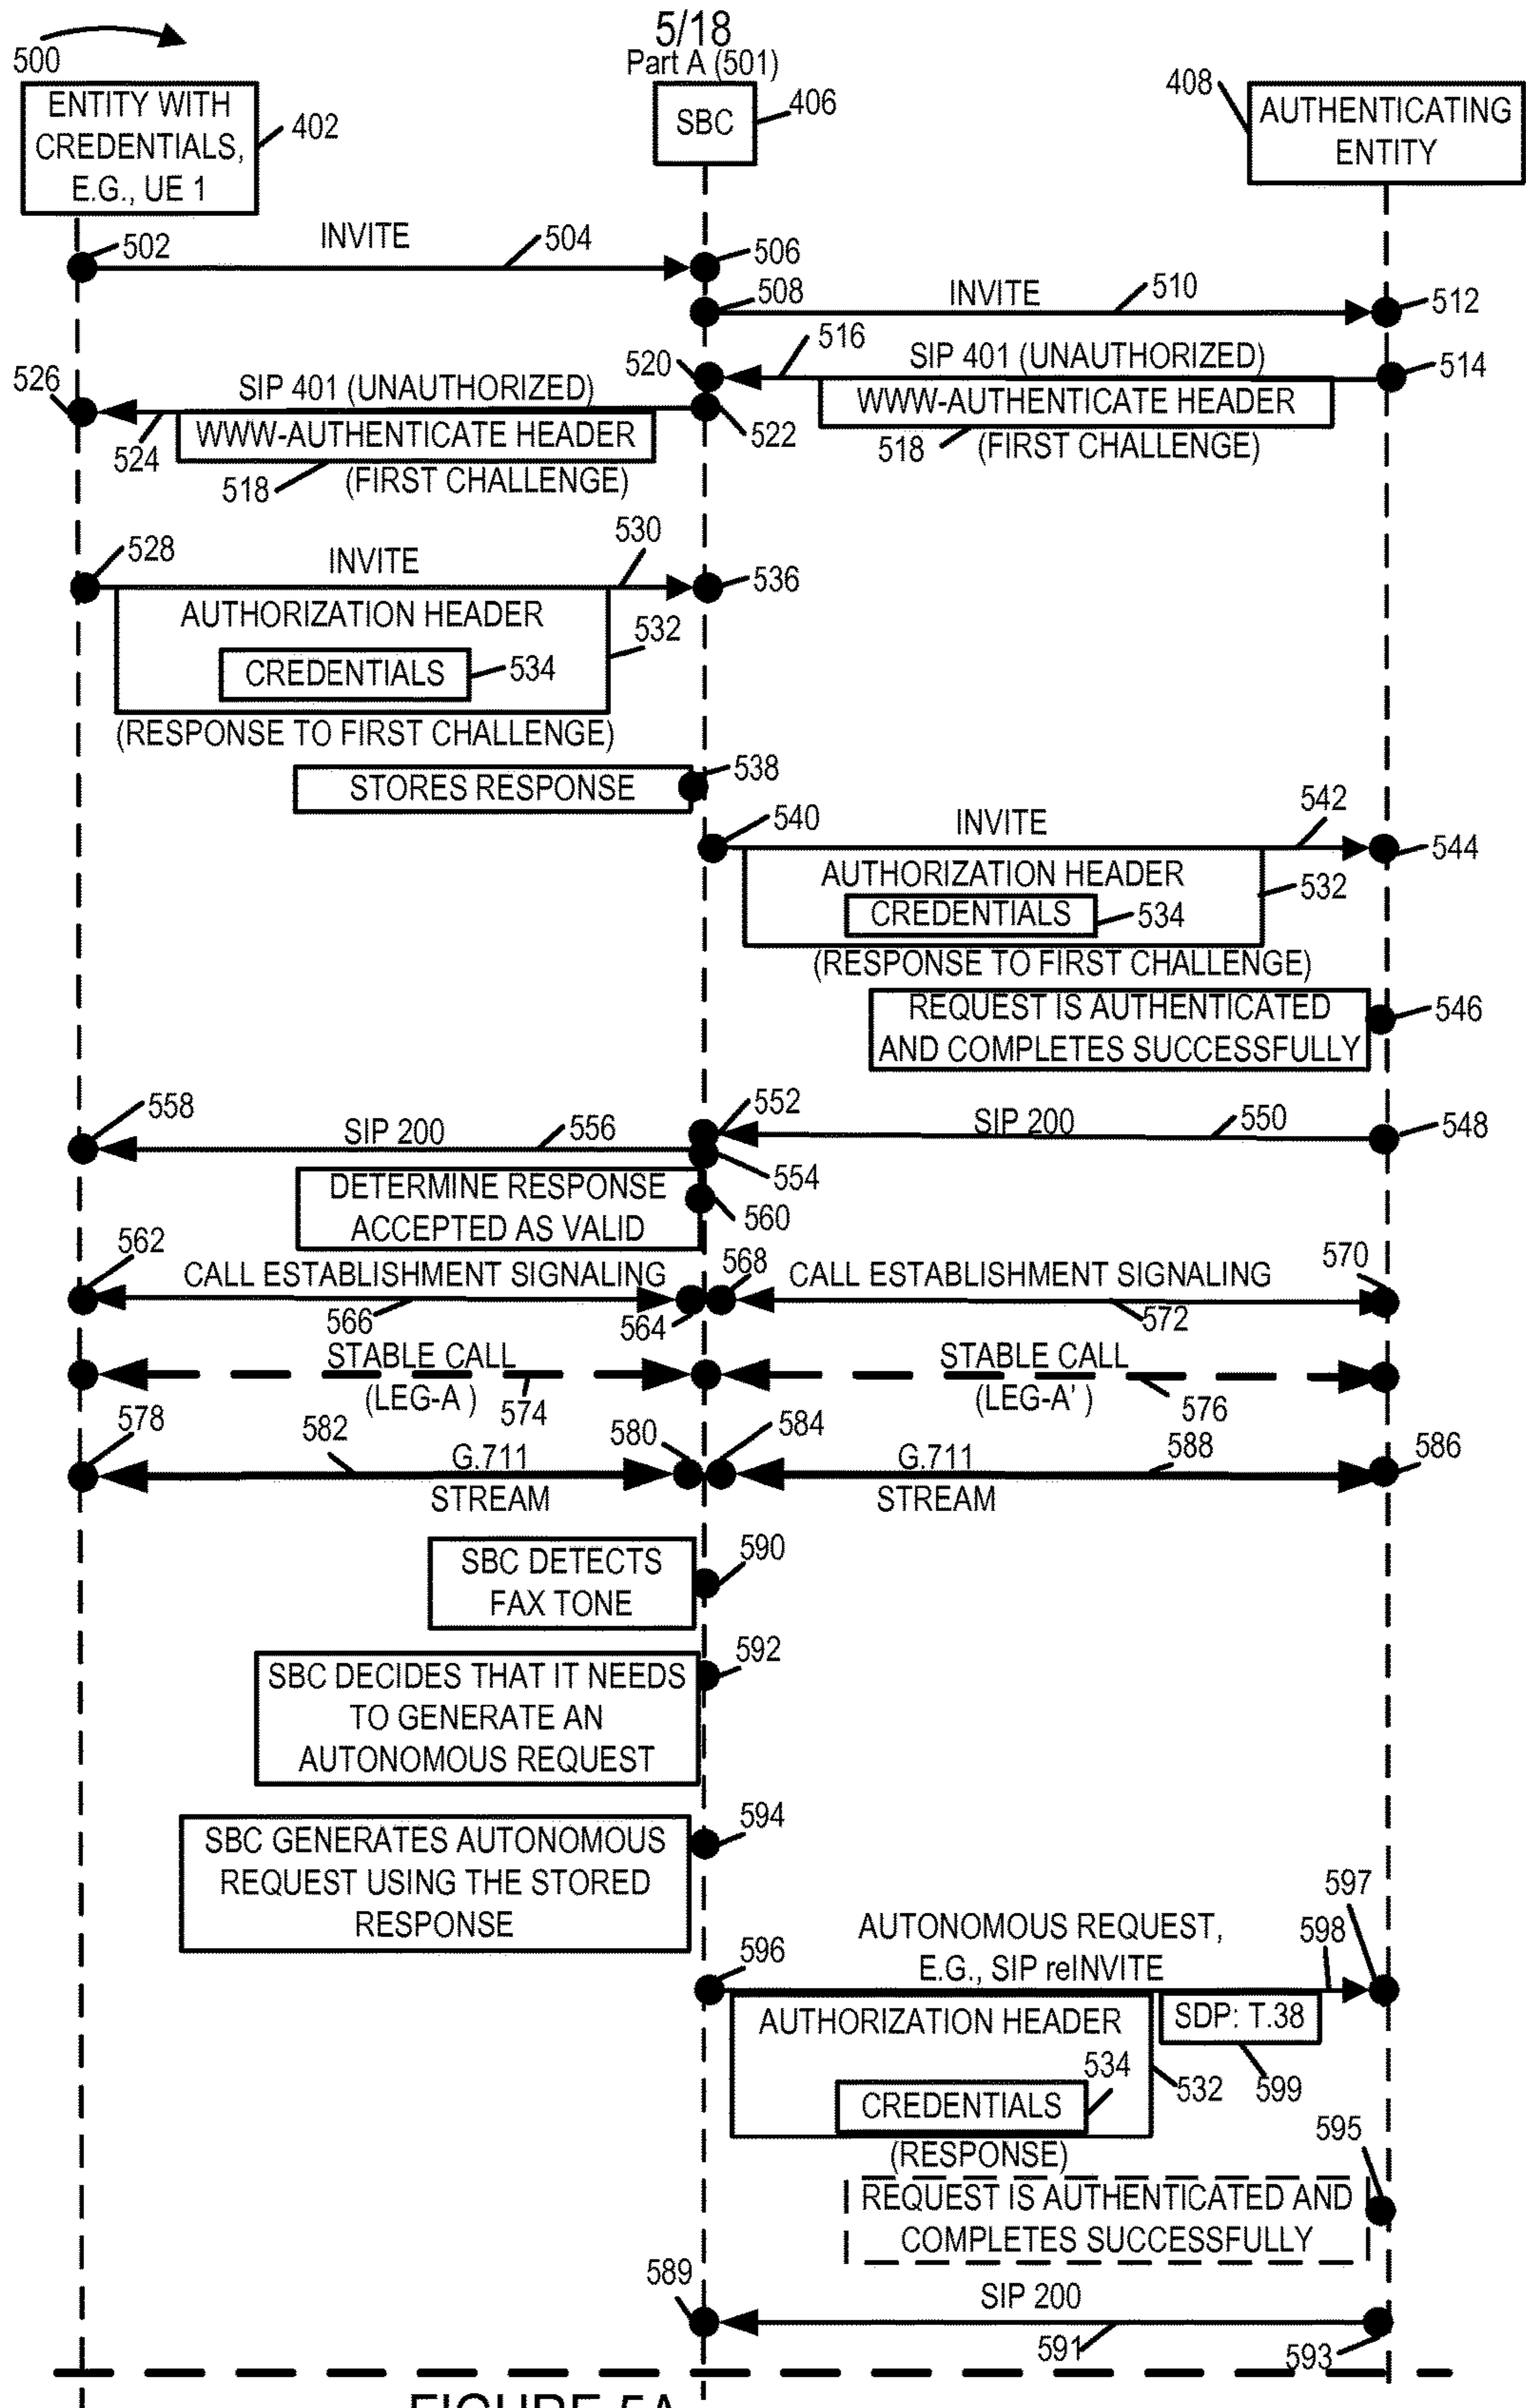 5/18
Part A (501)
500
ENTITY WITH
CREDENTIALS,
E.G., UE 1
402
SBC
406
408
AUTHENTICATING
ENTITY
502
INVITE
504
506
508
INVITE
510
512
516
SIP 401 (UNAUTHORIZED)
514
520
WWW-AUTHENTICATE HEADER
518
(FIRST CHALLENGE)
526
SIP 401 (UNAUTHORIZED)
522
524
WWW-AUTHENTICATE HEADER
518
(FIRST CHALLENGE)
528
INVITE
530
536
AUTHORIZATION HEADER
532
CREDENTIALS
534
(RESPONSE TO FIRST CHALLENGE)
STORES RESPONSE
538
540
INVITE
542
544
AUTHORIZATION HEADER
532
CREDENTIALS
534
(RESPONSE TO FIRST CHALLENGE)
REQUEST IS AUTHENTICATED
AND COMPLETES SUCCESSFULLY
546
558
SIP 200
556
552
SIP 200
550
548
554
DETERMINE RESPONSE
ACCEPTED AS VALID
560
562
CALL ESTABLISHMENT SIGNALING
566
564
568
CALL ESTABLISHMENT SIGNALING
570
572
STABLE CALL
(LEG-A )
574
STABLE CALL
(LEG-A' )
576
578
582
G.711
STREAM
580
584
G.711
STREAM
588
586
SBC DETECTS
FAX TONE
590
SBC DECIDES THAT IT NEEDS
TO GENERATE AN
AUTONOMOUS REQUEST
592
SBC GENERATES AUTONOMOUS
REQUEST USING THE STORED
RESPONSE
594
596
AUTONOMOUS REQUEST,
E.G., SIP reINVITE
598
597
AUTHORIZATION HEADER
SDP: T.38
599
532
534
CREDENTIALS
(RESPONSE)
595
REQUEST IS AUTHENTICATED AND
COMPLETES SUCCESSFULLY
589
SIP 200
591
593
FIGURE 5A